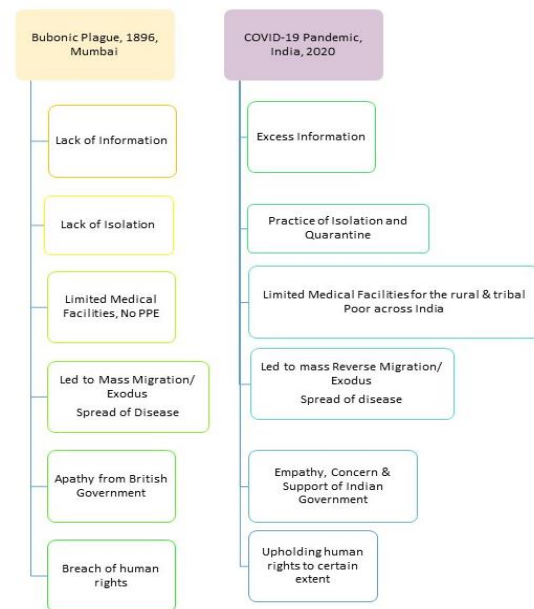 Bubonic Plague, 1896,
Mumbai
Lack of Information
Lack of Isolation
Limited Medical
Facilities, No PPE
Led to Mass Migration/
Exodus
Spread of Disease
Apathy from British
Government
Breach of human
rights
COVID-19 Pandemic,
India, 2020
Excess Information
Practice of Isolation and
Quarantine
Limited Medical Facilities for the rural & tribal
Poor across India
Led to mass Reverse Migration/
Exodus
Spread of disease
Empathy, Concern &
Support of Indian
Government
Upholding human
rights to certain
extent